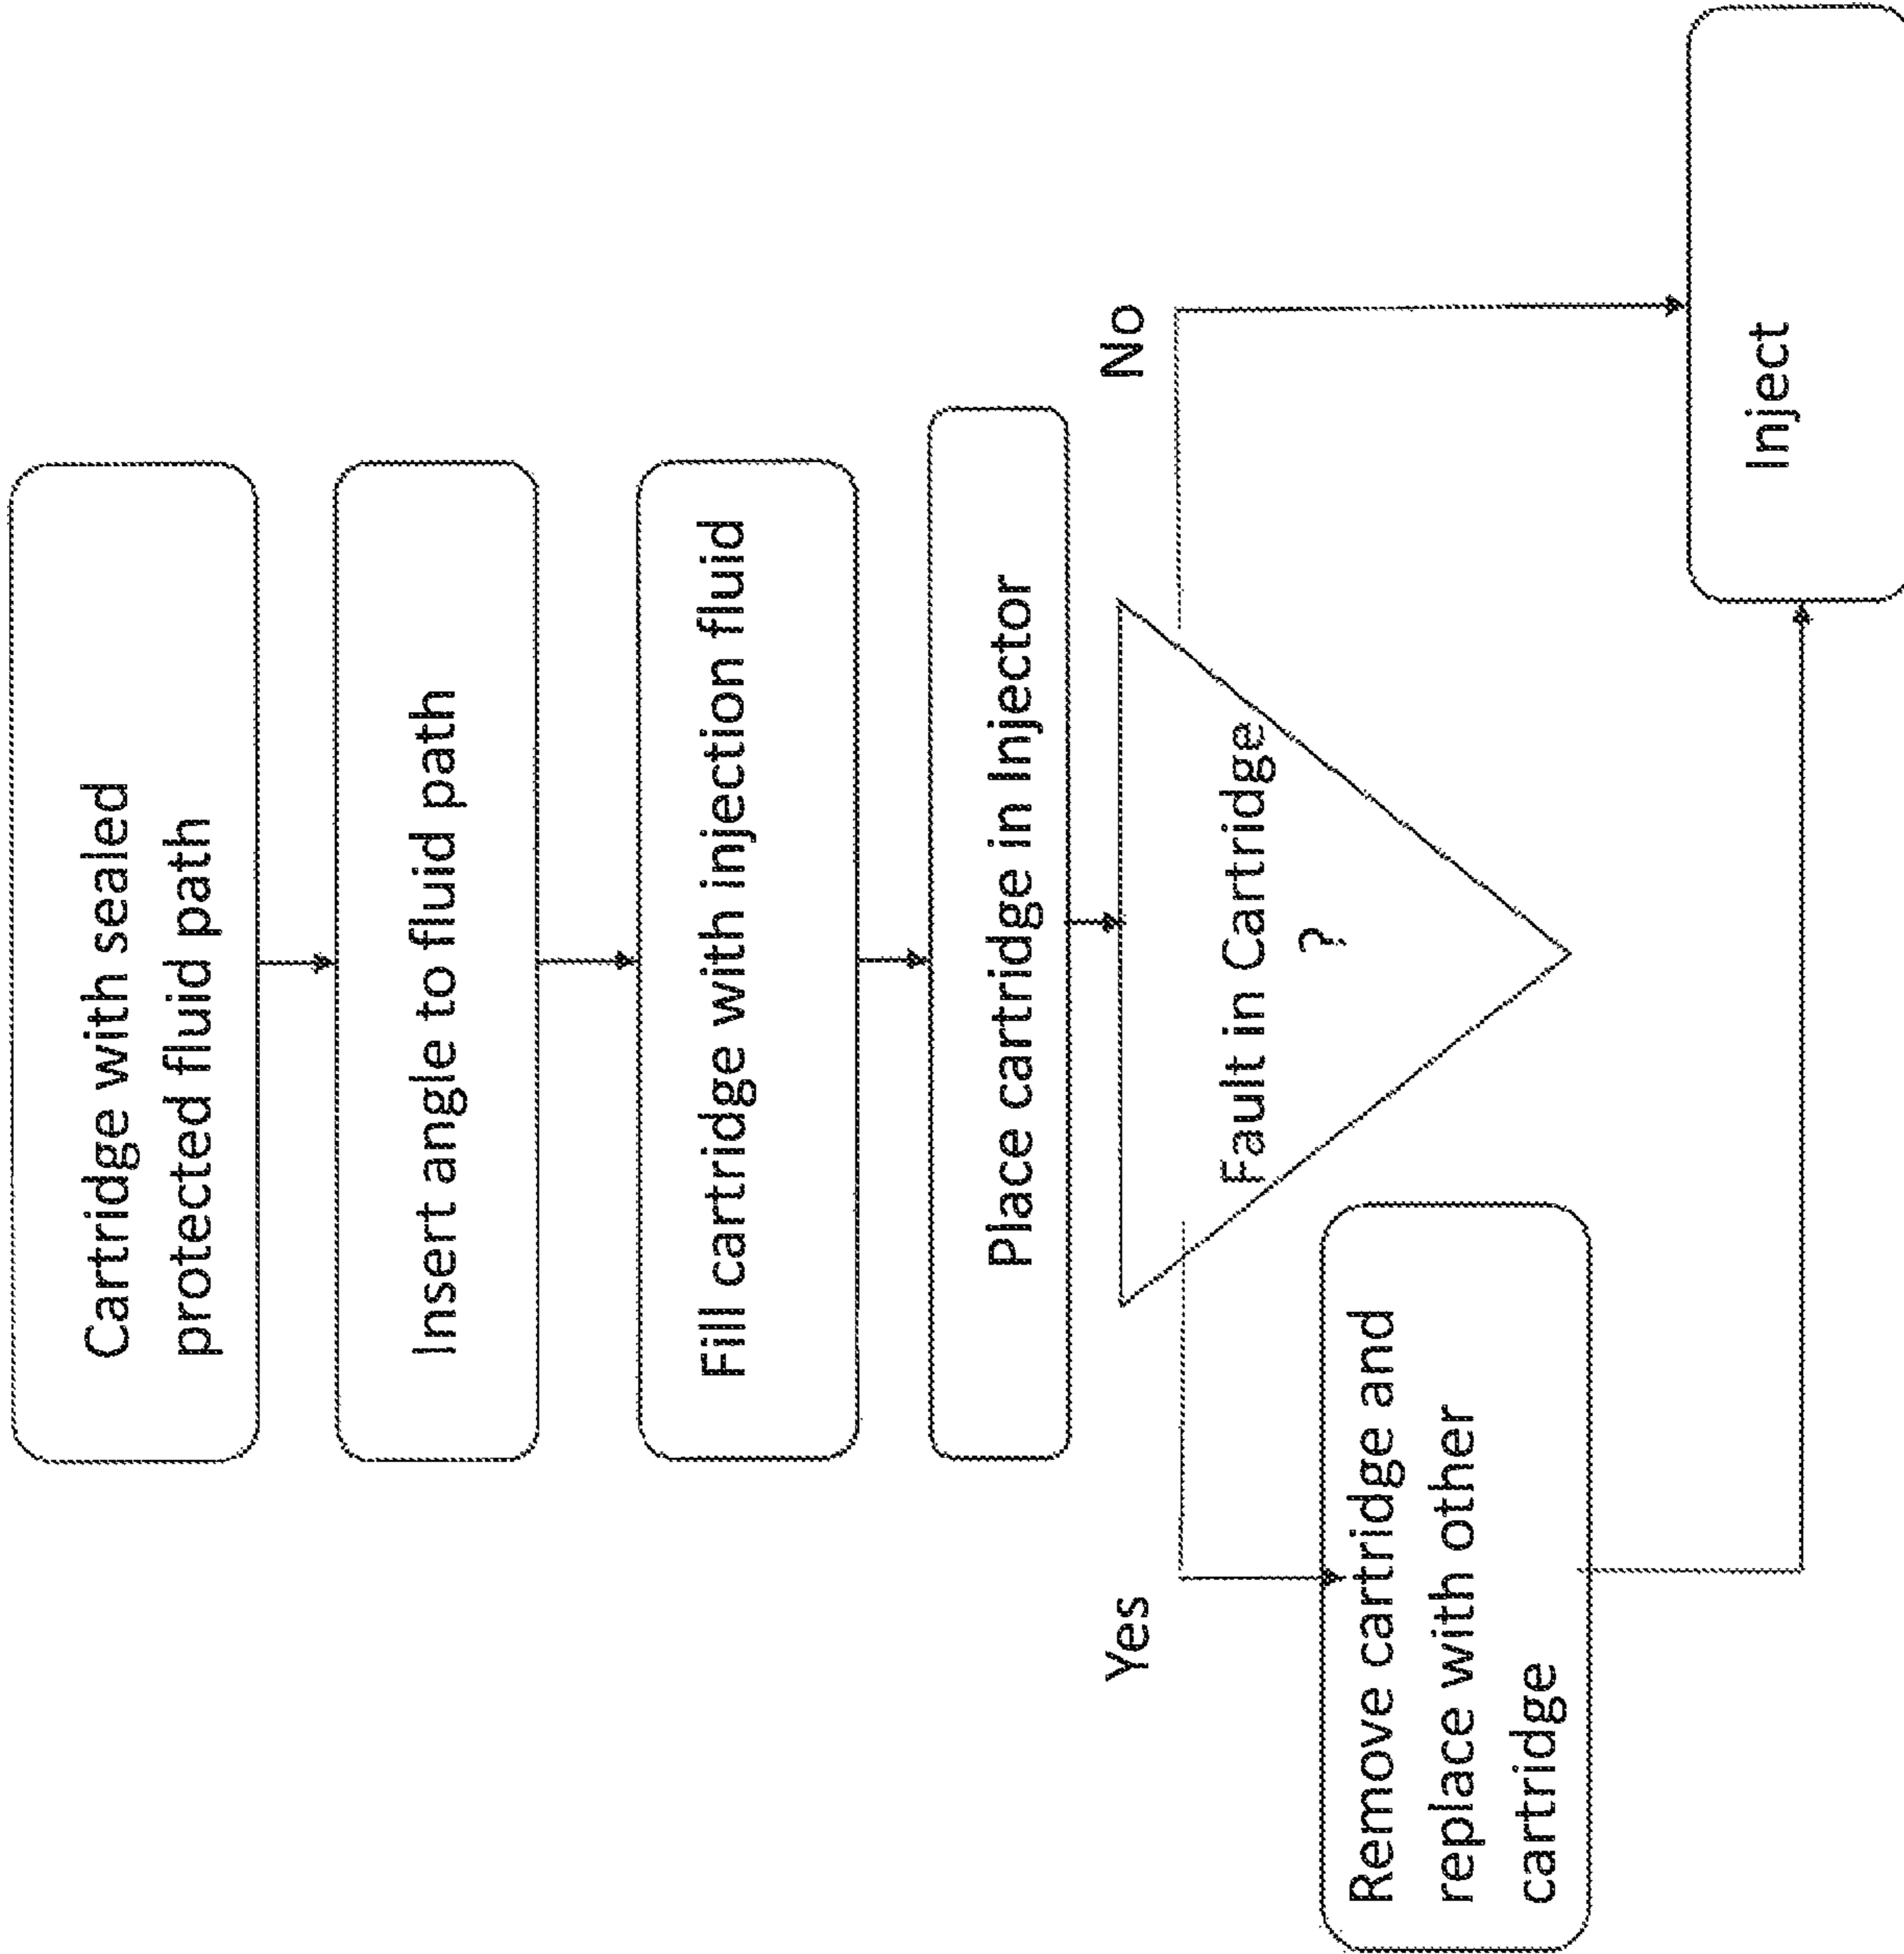 Cartridge with sealed
protected fluid path
Insert angle to fluid path
Fill cartridge with injection fluid
Place cartridge in Injector
Fault in Cartridge
?
Yes
No
Remove cartridge and
replace with other
cartridge
Inject